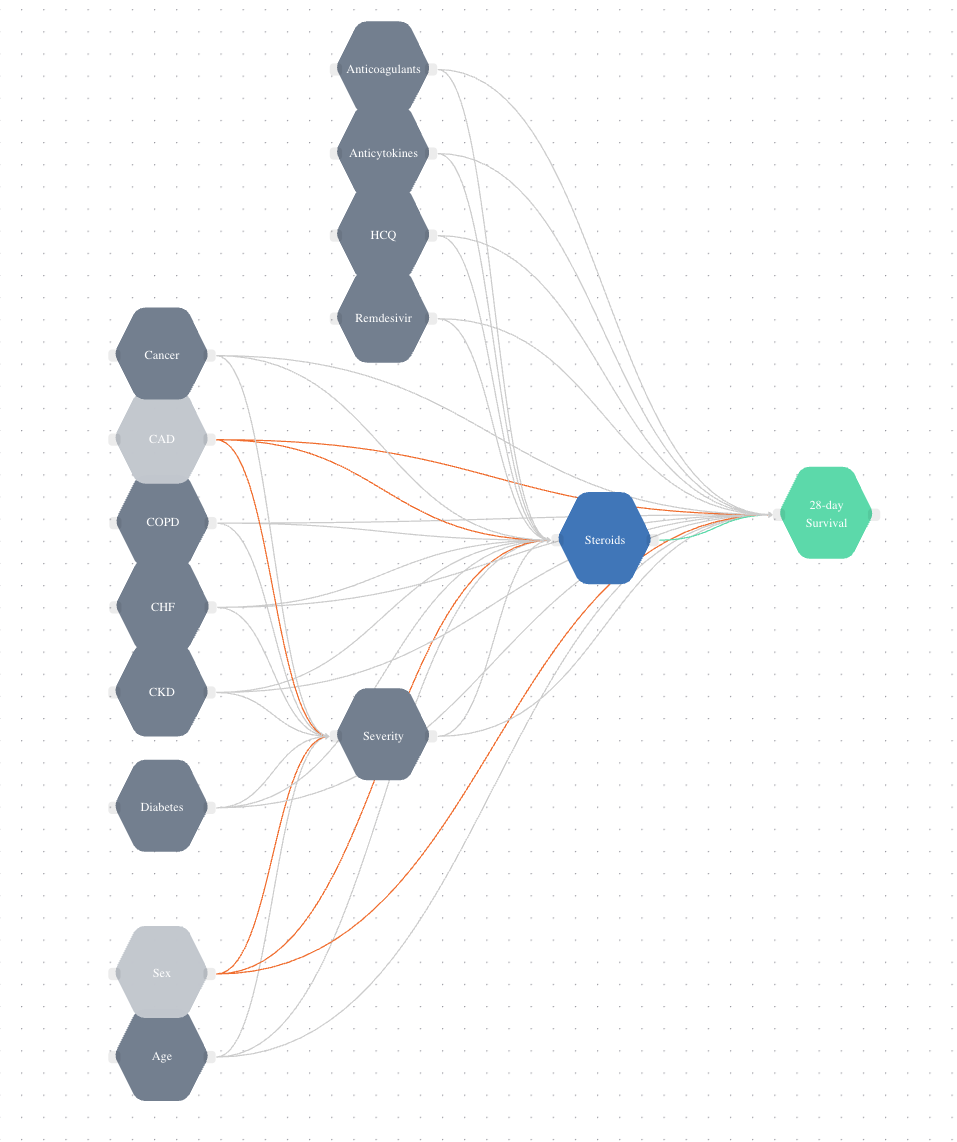 Anticoagulants
Anticytokines
HCQ
Remdesivir
Cancer
CAD
COPD
CHF
CKD
Diabetes
Sex
Age
Severity
Steroids
28-day
Survival